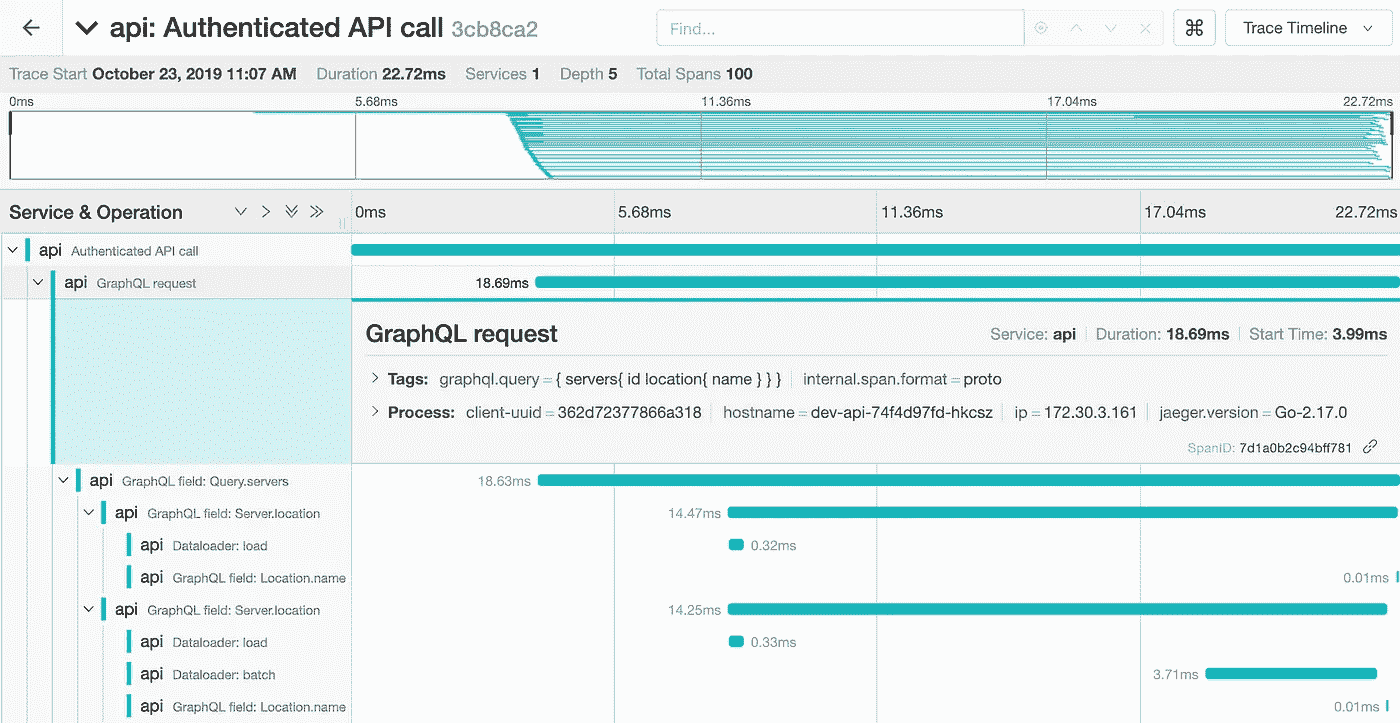 api: Authenticated API call 3cb8ca2 Find... ⌘ Trace Timeline
Trace Start October 23, 2019 11:07 AM Duration 22.72ms Services 1 Depth 5 Total Spans 100
0ms 5.68ms 11.36ms 17.04ms 22.72ms
Service & Operation 0ms 5.68ms 11.36ms 17.04ms 22.72ms
api Authenticated API call
api GraphQL request 18.69ms
GraphQL request Service: api Duration: 18.69ms Start Time: 3.99ms
Tags: graphql.query = { servers{ id location{ name } } } internal.span.format = proto
Process: client-uuid = 362d72377866a318 hostname = dev-api-74f4d97fd-hkcsz ip = 172.30.3.161 jaeger.version = Go-2.17.0
SpanID: 7d1a0b2c94bff781
api GraphQL field: Query.servers 18.63ms
api GraphQL field: Server.location 14.47ms
api Dataloader: load 0.32ms
api GraphQL field: Location.name 0.01ms
api GraphQL field: Server.location 14.25ms
api Dataloader: load 0.33ms
api Dataloader: batch 3.71ms
api GraphQL field: Location.name 0.01ms